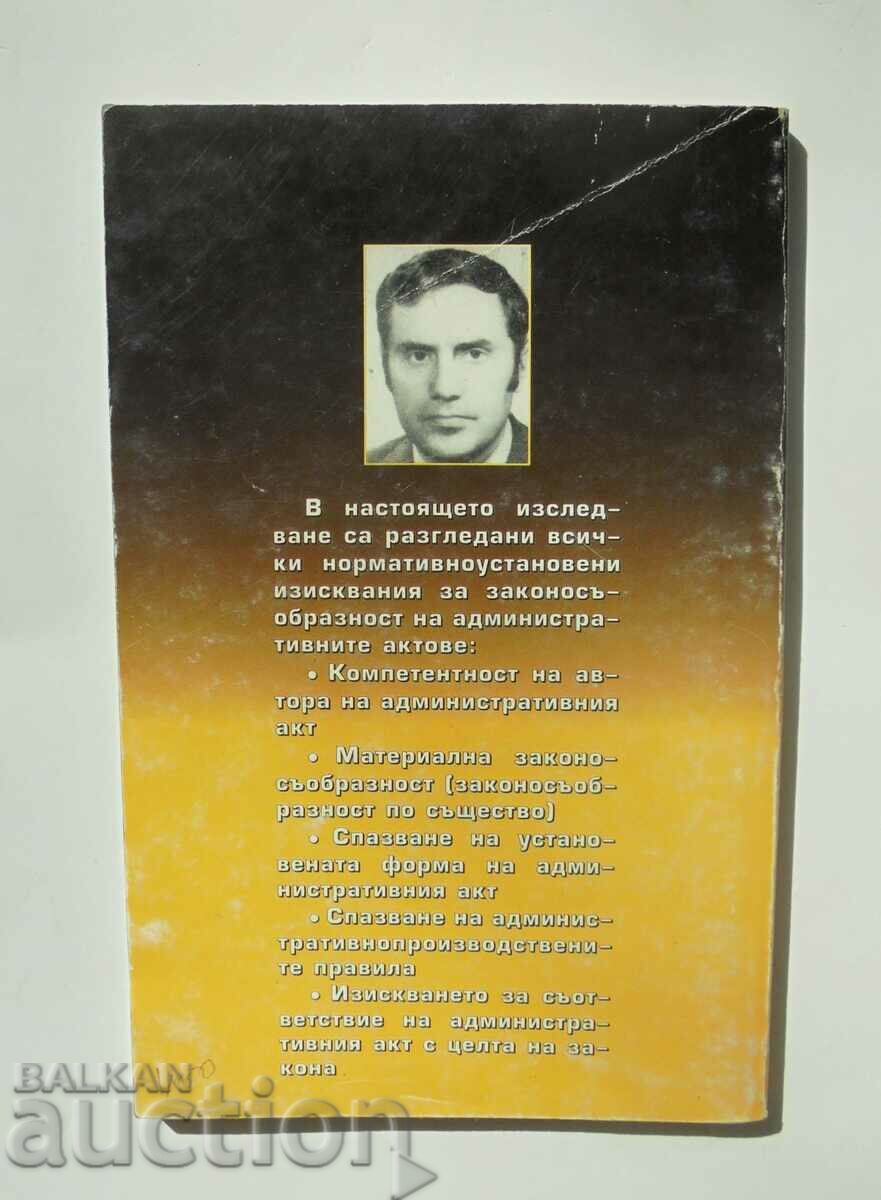 В настоящето изслед-
ване са разгледани всич-
ки нормативноустановени
изисквания за законосъ-
образност на администра-
тивните актове:
• Компетентност на ав-
тора на административния
акт
• Материална законо-
съобразност (законосъоб-
разност по същество)
• Спазване на устано-
вената форма на адми-
нистративния акт
• Спазване на админис-
тративнопроизводствени-
те правила
• Изискването за съот-
ветствие на администра-
тивния акт с целта на за-
кона
BALKAN
auction